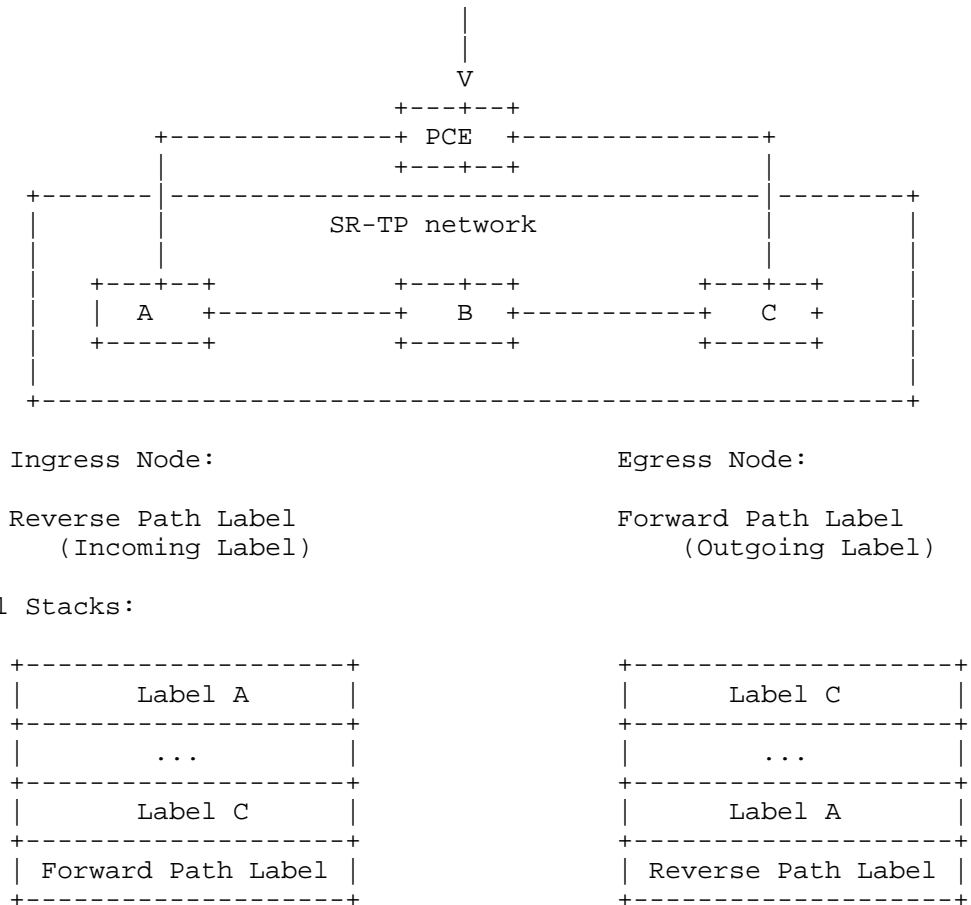 V
PCE
SR-TP network
A B C
Ingress Node: Egress Node:
Reverse Path Label Forward Path Label
(Incoming Label) (Outgoing Label)
l Stacks:
Label A Label C
... ...
Label C Label A
Forward Path Label Reverse Path Label